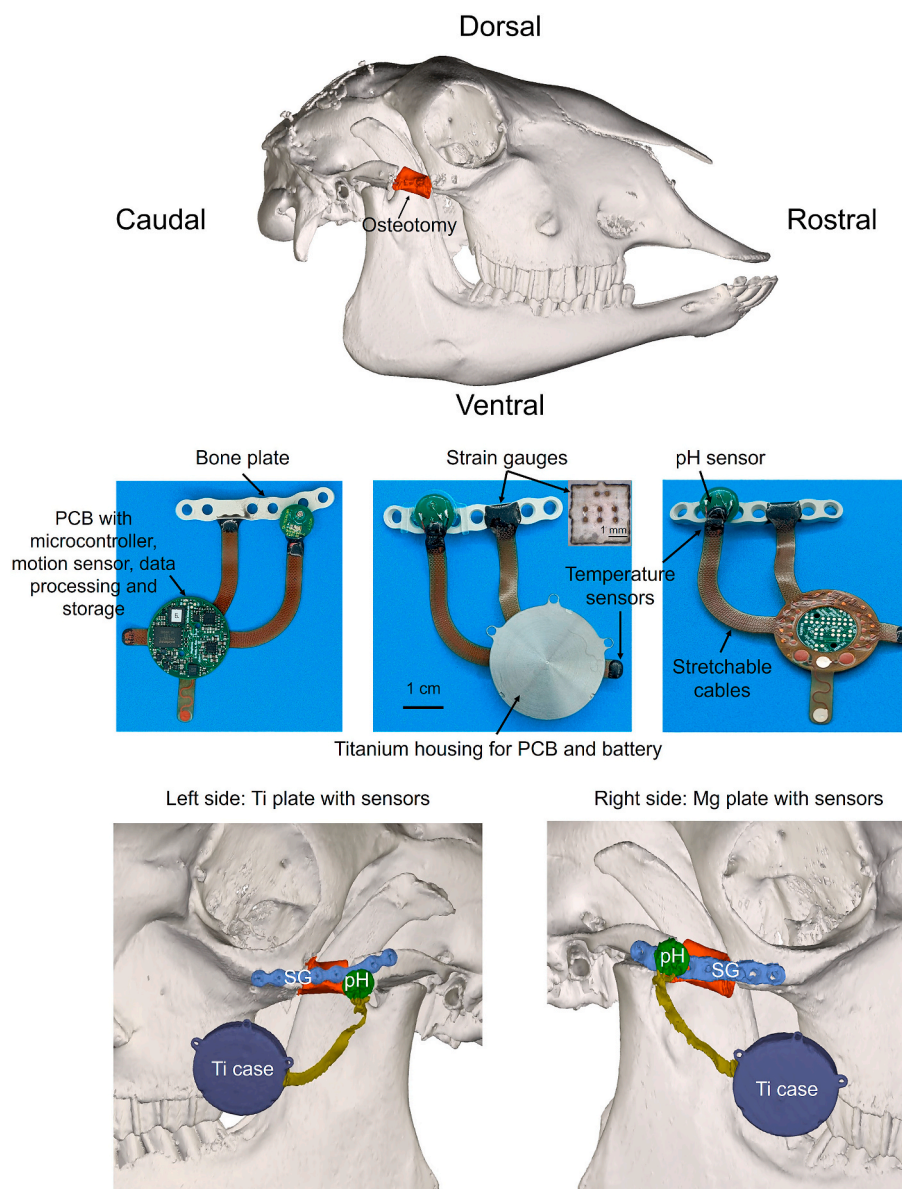 Dorsal
Caudal
Rostral
Osteotomy
Ventral
Bone plate
Strain gauges
pH sensor
PCB with
microcontroller,
motion sensor, data
processing and
storage
1 mm
Temperature
sensors
Stretchable
cables
1 cm
Titanium housing for PCB and battery
Left side: Ti plate with sensors
Right side: Mg plate with sensors
SG
pH
Ti case
pH
SG
Ti case